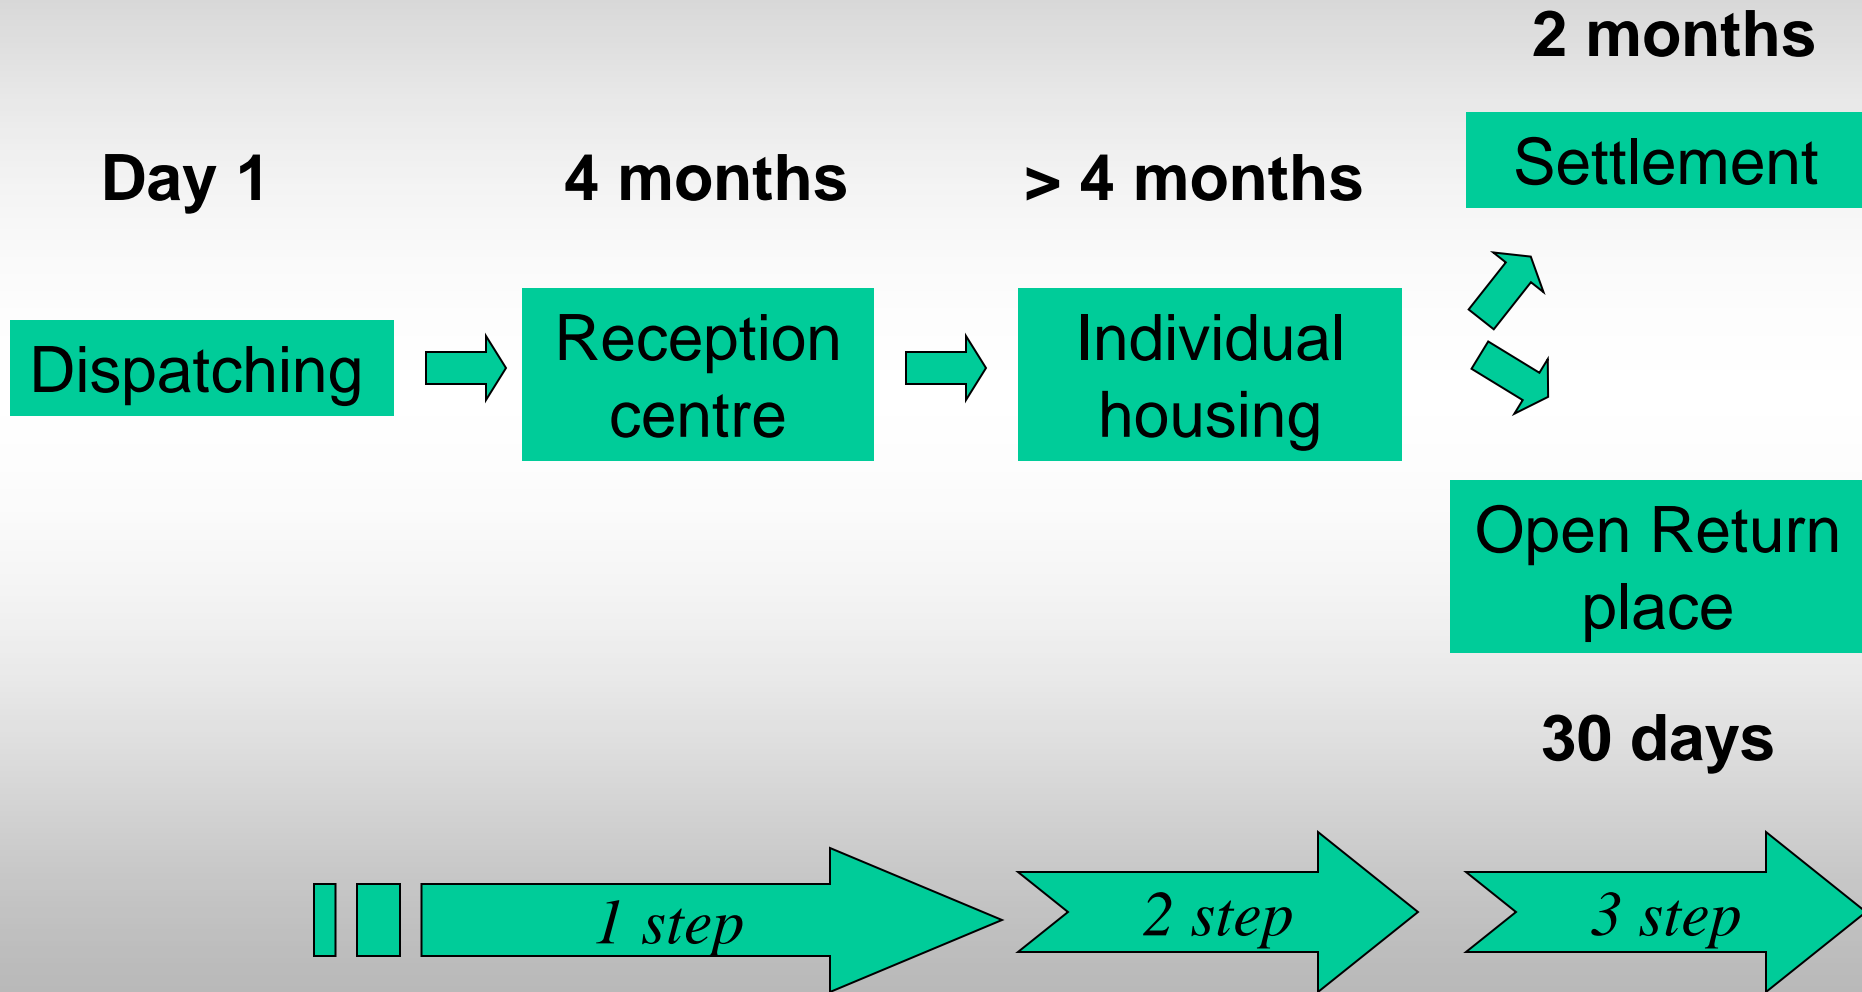 2 months
Settlement
Day 1
4 months
> 4 months
Dispatching
Reception
centre
Individual
housing
Open Return
place
30 days
1 step
2 step
3 step